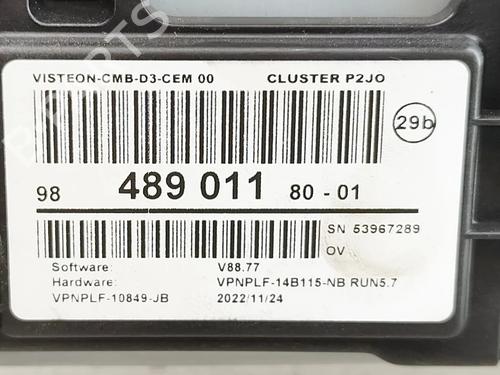 VISTEON-CMB-D3-CEM 00 CLUSTER P2JO
29b
98 489 011 80 - 01
SN 53967289
OV
Software: V88.77
Hardware: VPNPLF-14B115-NB RUN5.7
VPNPLF-10849-JB 2022/11/24